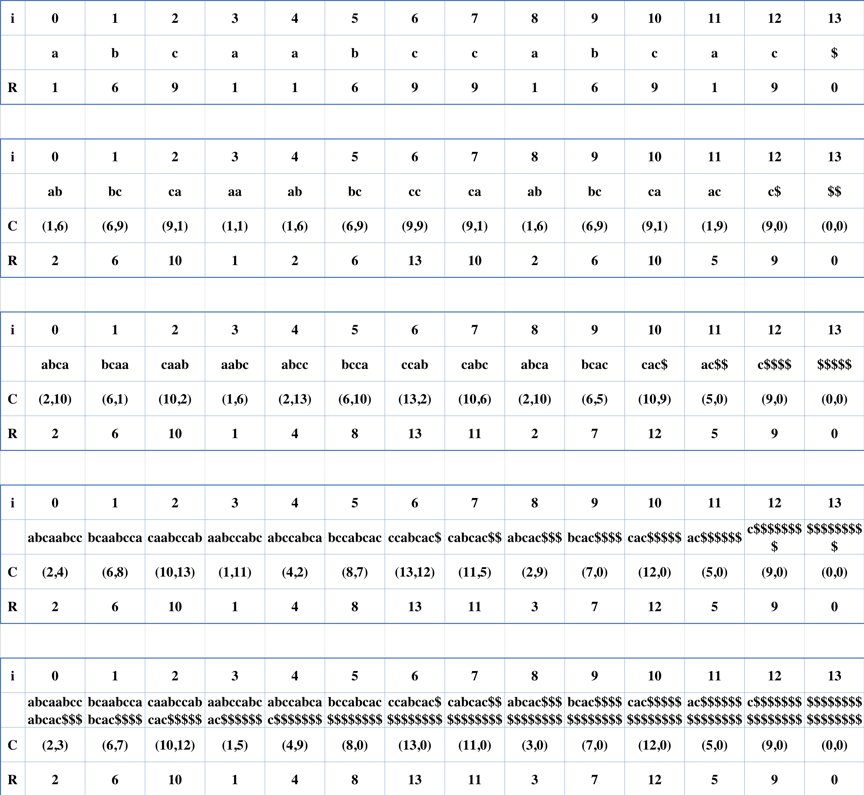 i 0 1 2 3 4 5 6 7 8 9 10 11 12 13
a b c a a b c c a b c a c $
R 1 6 9 1 1 6 9 9 1 6 9 1 9 0
i 0 1 2 3 4 5 6 7 8 9 10 11 12 13
ab bc ca aa ab bc cc ca ab bc ca ac c$ $$
C (1,6) (6,9) (9,1) (1,1) (1,6) (6,9) (9,9) (9,1) (1,6) (6,9) (9,1) (1,9) (9,0) (0,0)
R 2 6 10 1 2 6 13 10 2 6 10 5 9 0
i 0 1 2 3 4 5 6 7 8 9 10 11 12 13
abca bcaa caab aabc abcc bcca ccab cabc abca bcac cac$ ac$$ c$$$$ $$$$$
C (2,10) (6,1) (10,2) (1,6) (2,13) (6,10) (13,2) (10,6) (2,10) (6,5) (10,9) (5,0) (9,0) (0,0)
R 2 6 10 1 4 8 13 11 2 7 12 5 9 0
i 0 1 2 3 4 5 6 7 8 9 10 11 12 13
abcaabcc bcaabcca caabccab aabccabc abccabca bccabcac ccabcac$ cabcac$$ abcac$$$ bcac$$$$ cac$$$$$ ac$$$$$$ c$$$$$$$ $$$$$$$$
$ $
C (2,4) (6,8) (10,13) (1,11) (4,2) (8,7) (13,12) (11,5) (2,9) (7,0) (12,0) (5,0) (9,0) (0,0)
R 2 6 10 1 4 8 13 11 3 7 12 5 9 0
i 0 1 2 3 4 5 6 7 8 9 10 11 12 13
abcaabcc bcaabcca caabccab aabccabc abccabca bccabcac ccabcac$ cabcac$$ abcac$$$ bcac$$$$ cac$$$$$ ac$$$$$$ c$$$$$$$ $$$$$$$$
abcac$$$ bcac$$$$ cac$$$$$ ac$$$$$$ c$$$$$$$ $$$$$$$$ $$$$$$$$ $$$$$$$$ $$$$$$$$ $$$$$$$$ $$$$$$$$ $$$$$$$$ $$$$$$$$ $$$$$$$$
C (2,3) (6,7) (10,12) (1,5) (4,9) (8,0) (13,0) (11,0) (3,0) (7,0) (12,0) (5,0) (9,0) (0,0)
R 2 6 10 1 4 8 13 11 3 7 12 5 9 0